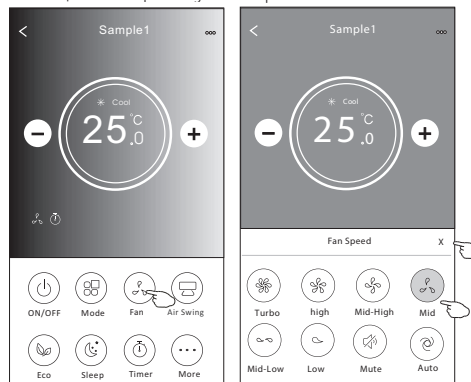 Sample1
Cool
25.0 °C
ON/OFF Mode Fan Air Swing
Eco Sleep Timer More
Sample1
Cool
25.0 °C
Fan Speed X
Turbo high Mid-High Mid
Mid-Low Low Mute Auto